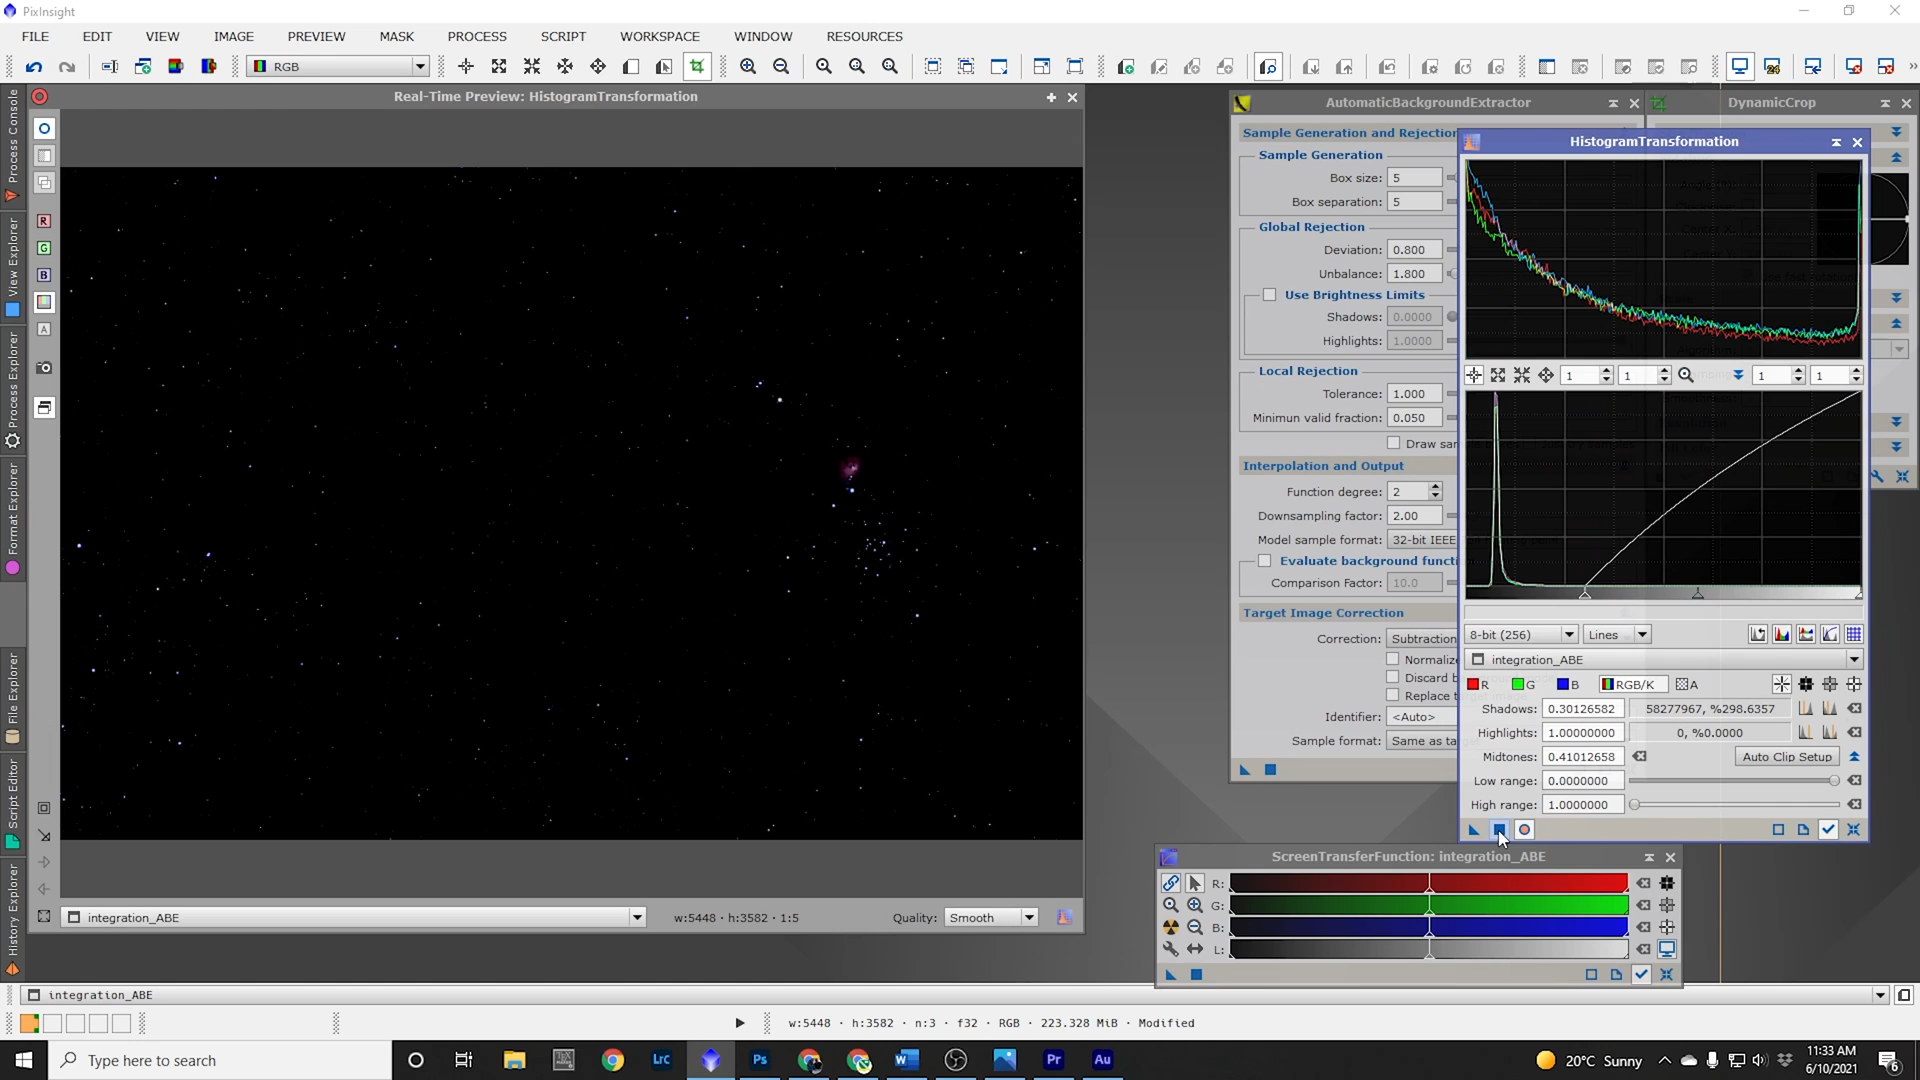 PixInsight
FILE EDIT VIEW IMAGE PREVIEW MASK PROCESS SCRIPT WORKSPACE WINDOW RESOURCES
RGB
Real-Time Preview: HistogramTransformation
Process Console
View Explorer
Process Explorer
Format Explorer
File Explorer
Script Editor
History Explorer
R
G
B
A
integration_ABE
w:5448 · h:3582 · 1:5
Quality: Smooth
AutomaticBackgroundExtractor
Sample Generation and Rejection
Sample Generation
Box size: 5
Box separation: 5
Global Rejection
Deviation: 0.800
Unbalance: 1.800
Use Brightness Limits
Shadows: 0.0000
Highlights: 1.0000
Local Rejection
Tolerance: 1.000
Minimun valid fraction: 0.050
Draw sar
Interpolation and Output
Function degree: 2
Downsampling factor: 2.00
Model sample format: 32-bit IEEE
Evaluate background functi
Comparison Factor: 10.0
Target Image Correction
Correction: Subtraction
Normalize
Discard b
Replace t
Identifier: <Auto>
Sample format: Same as ta
DynamicCrop
HistogramTransformation
1 1 1 1
8-bit (256) Lines
integration_ABE
R G B RGB/K A
Shadows: 0.30126582 58277967, %298.6357
Highlights: 1.00000000 0, %0.0000
Midtones: 0.41012658 Auto Clip Setup
Low range: 0.0000000
High range: 1.0000000
ScreenTransferFunction: integration_ABE
R:
G:
B:
L:
integration_ABE
w:5448 · h:3582 · n:3 · f32 · RGB · 223.328 MiB · Modified
Type here to search
Lrc
Ps
Pr
Au
20°C Sunny
11:33 AM
6/10/2021
6